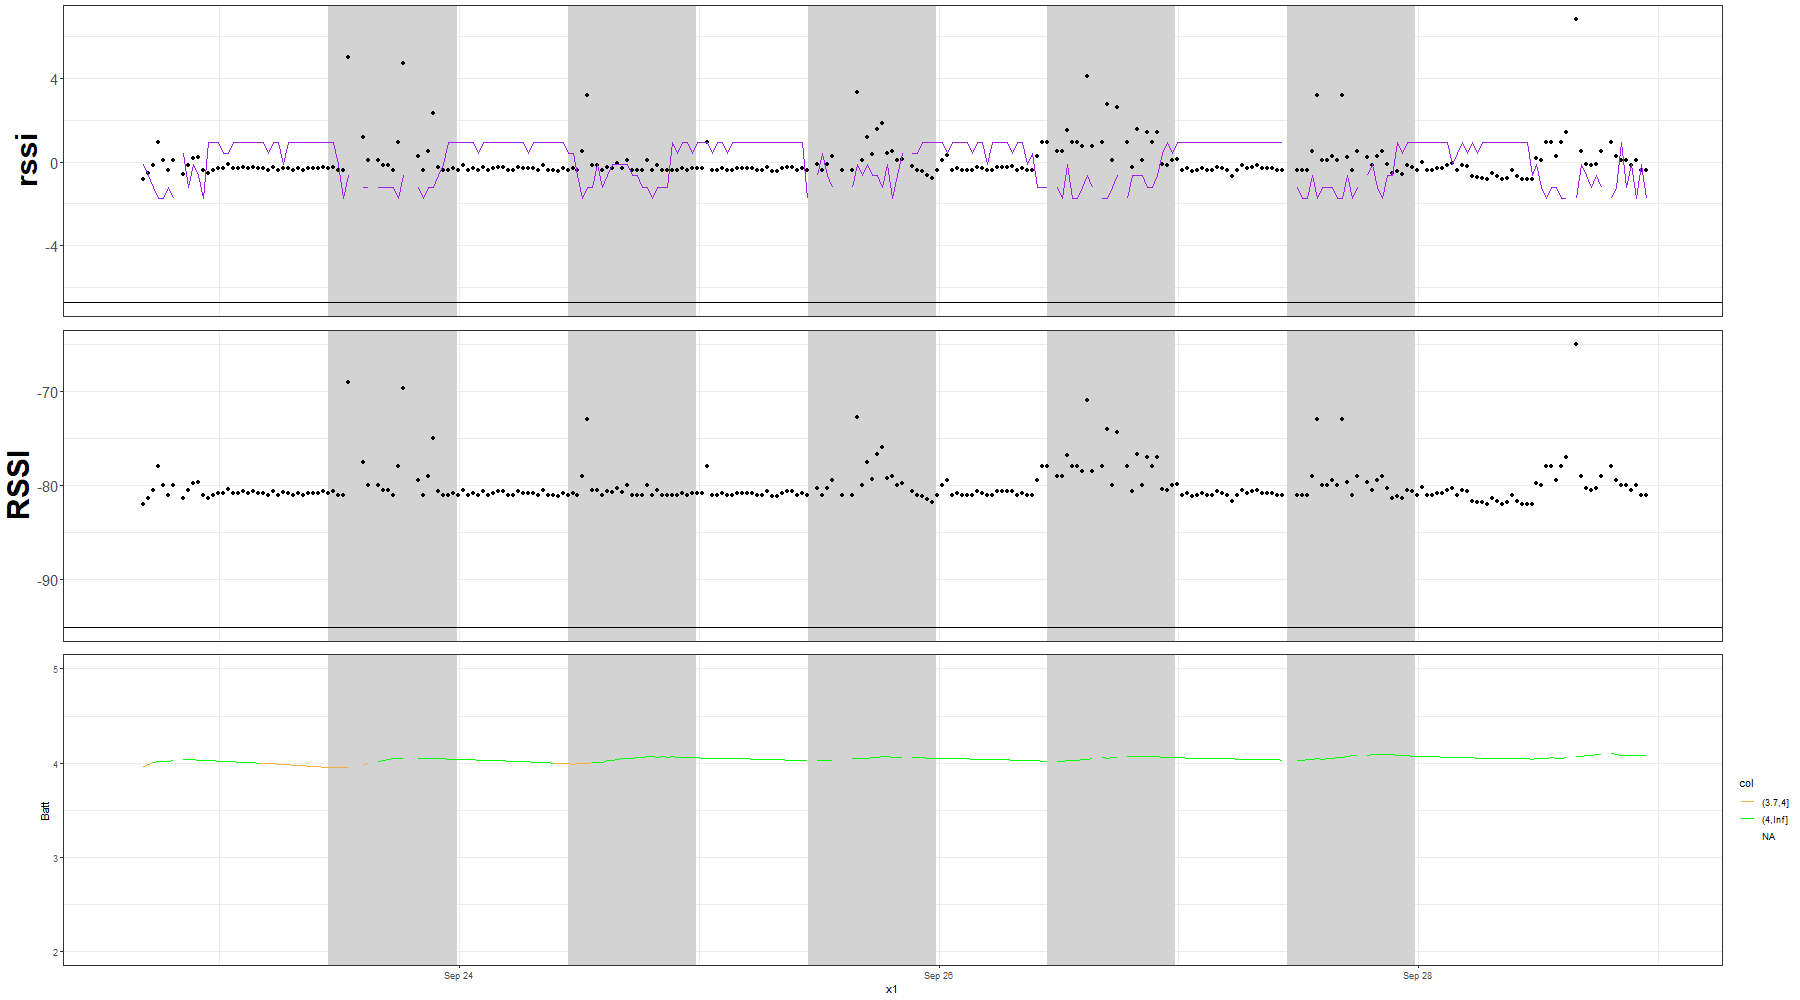 rssi
4
0
-4
RSSI
-70
-80
-90
Batt
5
4
3
2
Sep 24
Sep 26
Sep 28
x1
col
(3.7,4]
(4,Inf]
NA